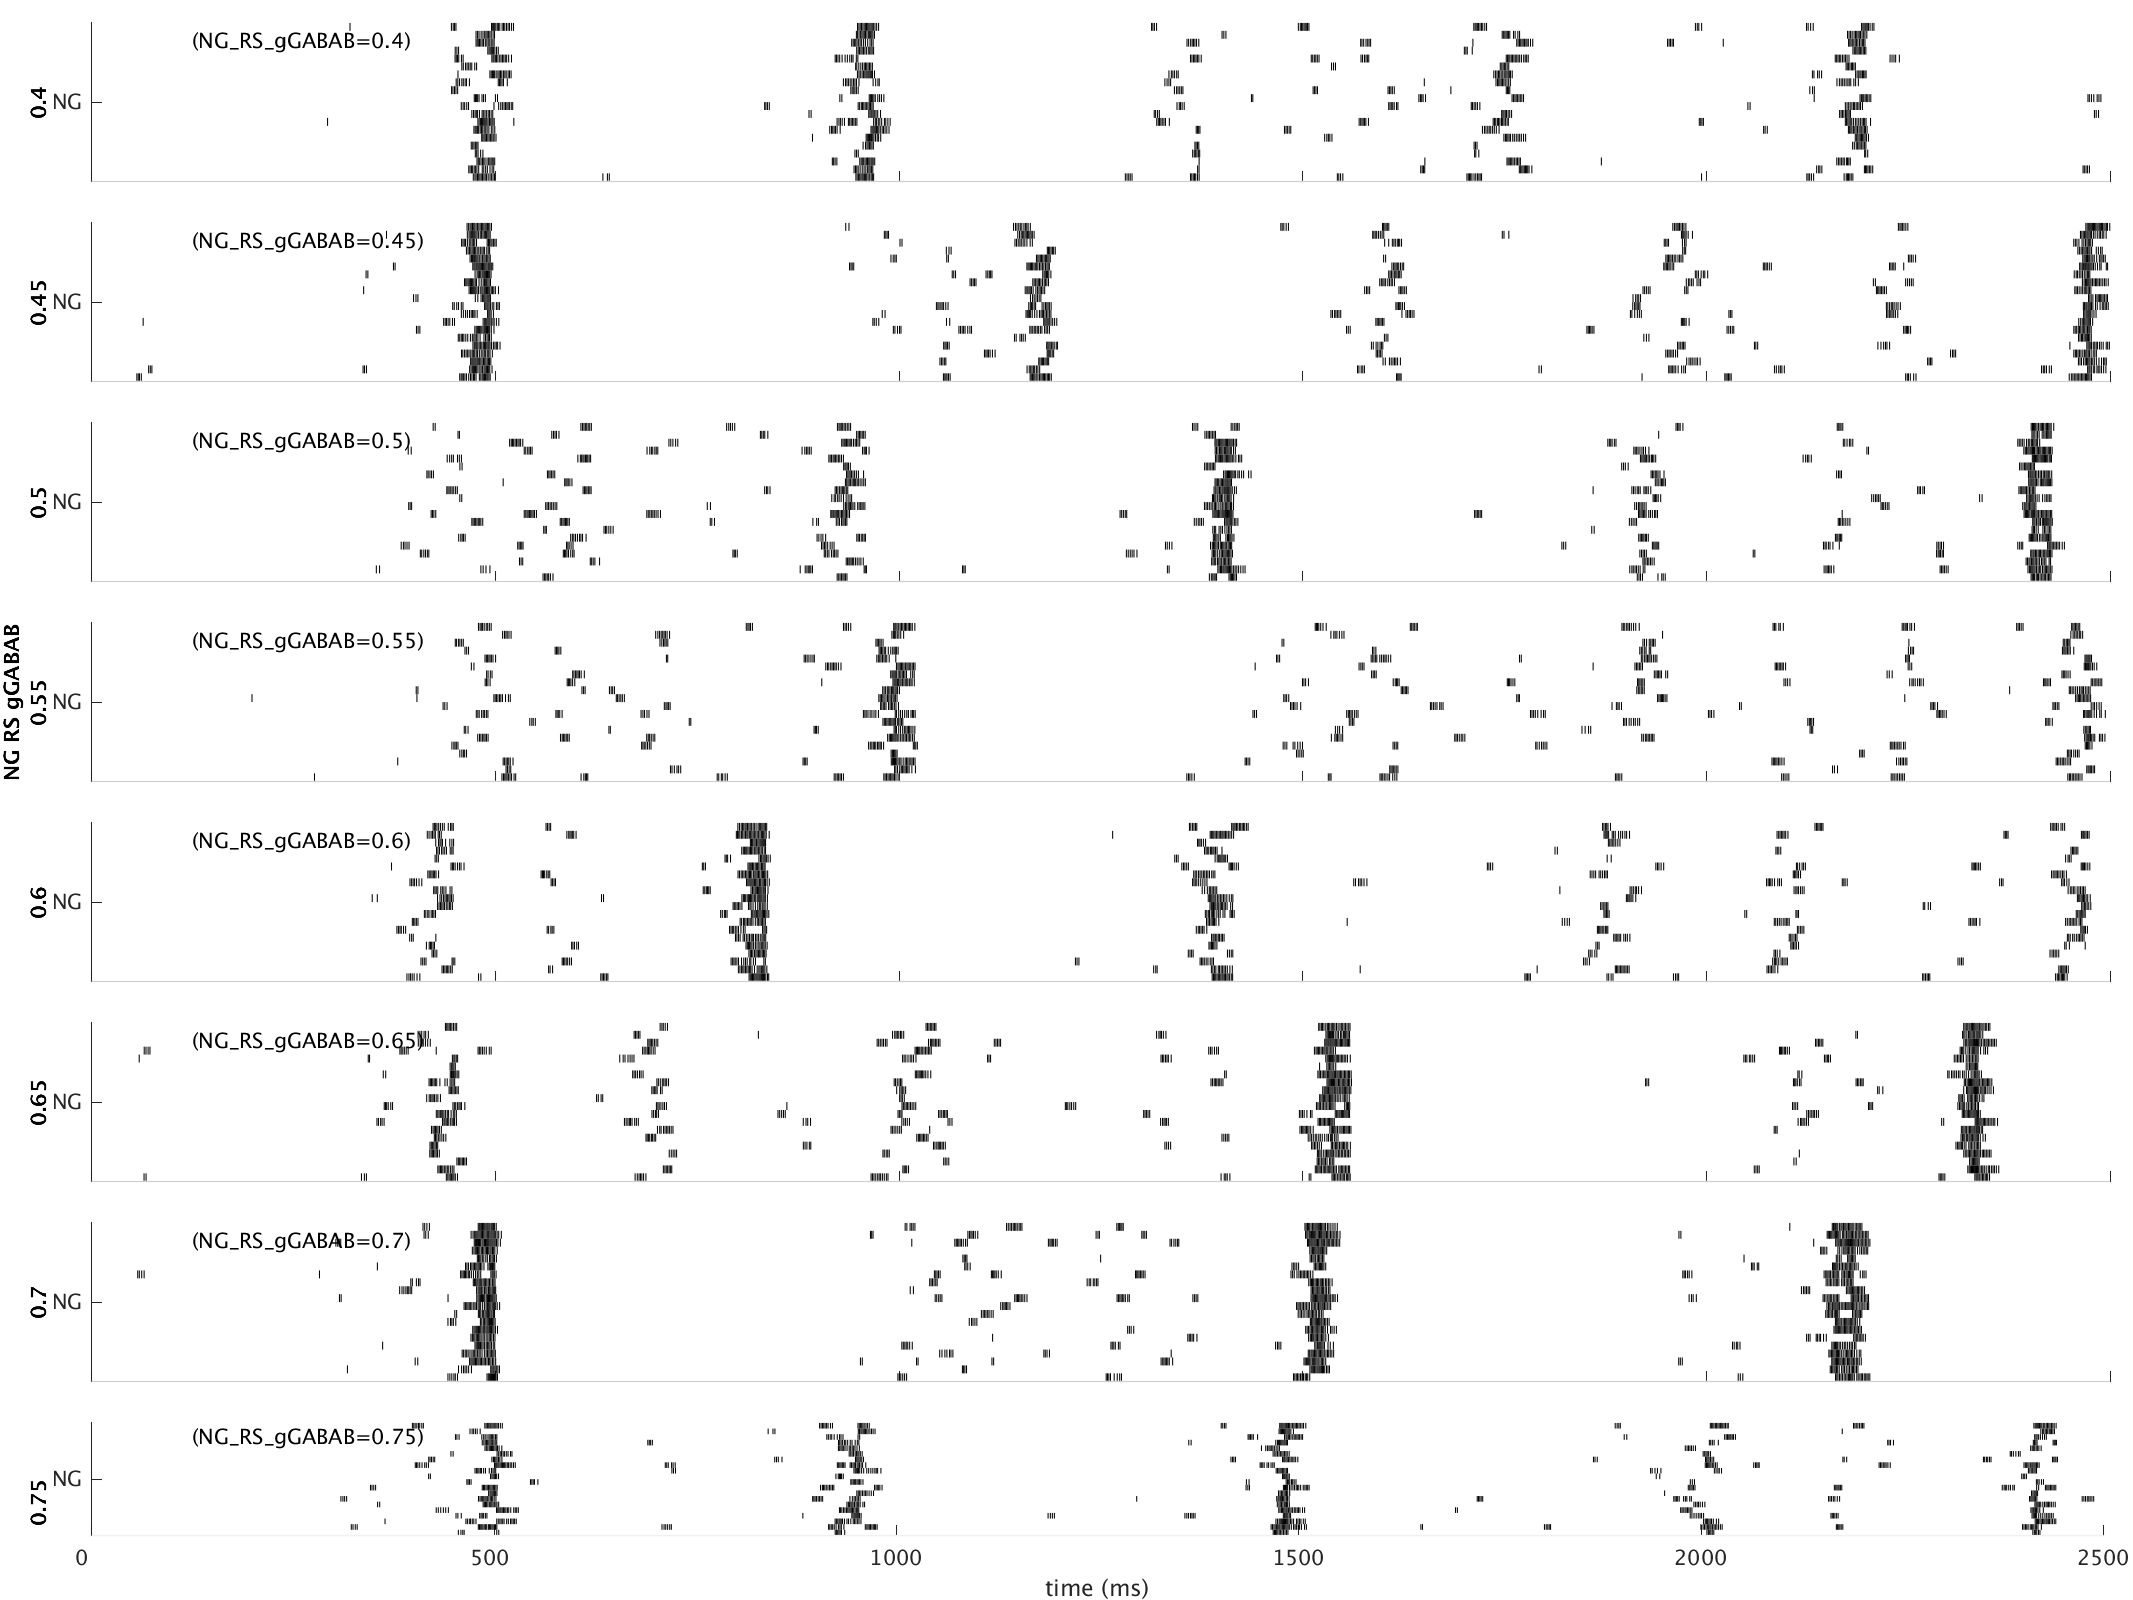 NG RS gGABAB
0.4
NG
(NG_RS_gGABAB=0.4)
0.45
NG
(NG_RS_gGABAB=0.45)
0.5
NG
(NG_RS_gGABAB=0.5)
0.55
NG
(NG_RS_gGABAB=0.55)
0.6
NG
(NG_RS_gGABAB=0.6)
0.65
NG
(NG_RS_gGABAB=0.65)
0.7
NG
(NG_RS_gGABAB=0.7)
0.75
NG
(NG_RS_gGABAB=0.75)
0 500 1000 1500 2000 2500
time (ms)